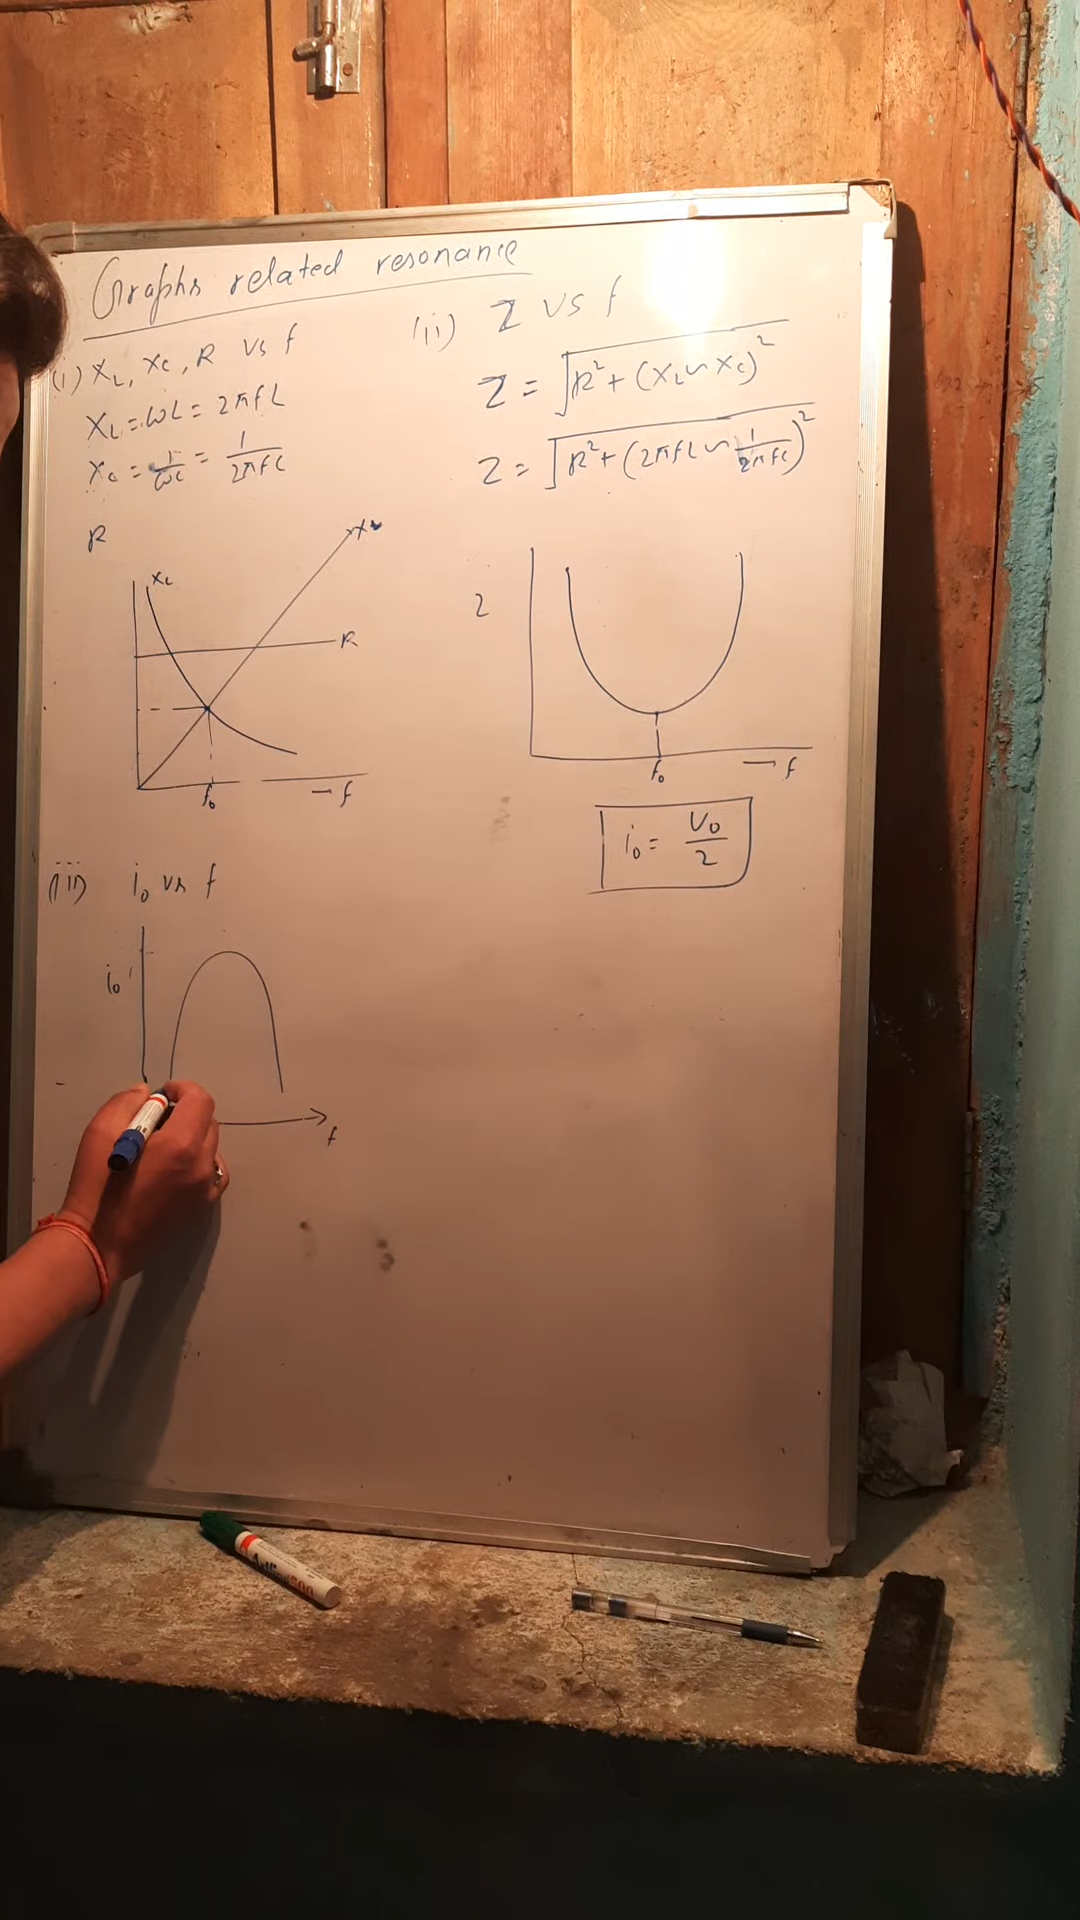 Graphs related resonance
(i) XL, XC, R vs f
XL = ωL = 2πfL
XC = 1/ωC = 1/2πfC
R
XC
XL
R
f0
→ f
(ii) Z vs f
Z = √R² + (XL ~ XC)²
Z = √R² + (2πfL ~ 1/2πfC)²
Z
f0
→ f
i0 = V0/Z
(iii) i0 vs f
i0
f